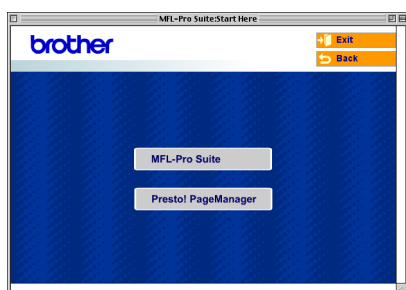 MFL-Pro Suite:Start Here
brother
Exit
Back
MFL-Pro Suite
Presto! PageManager